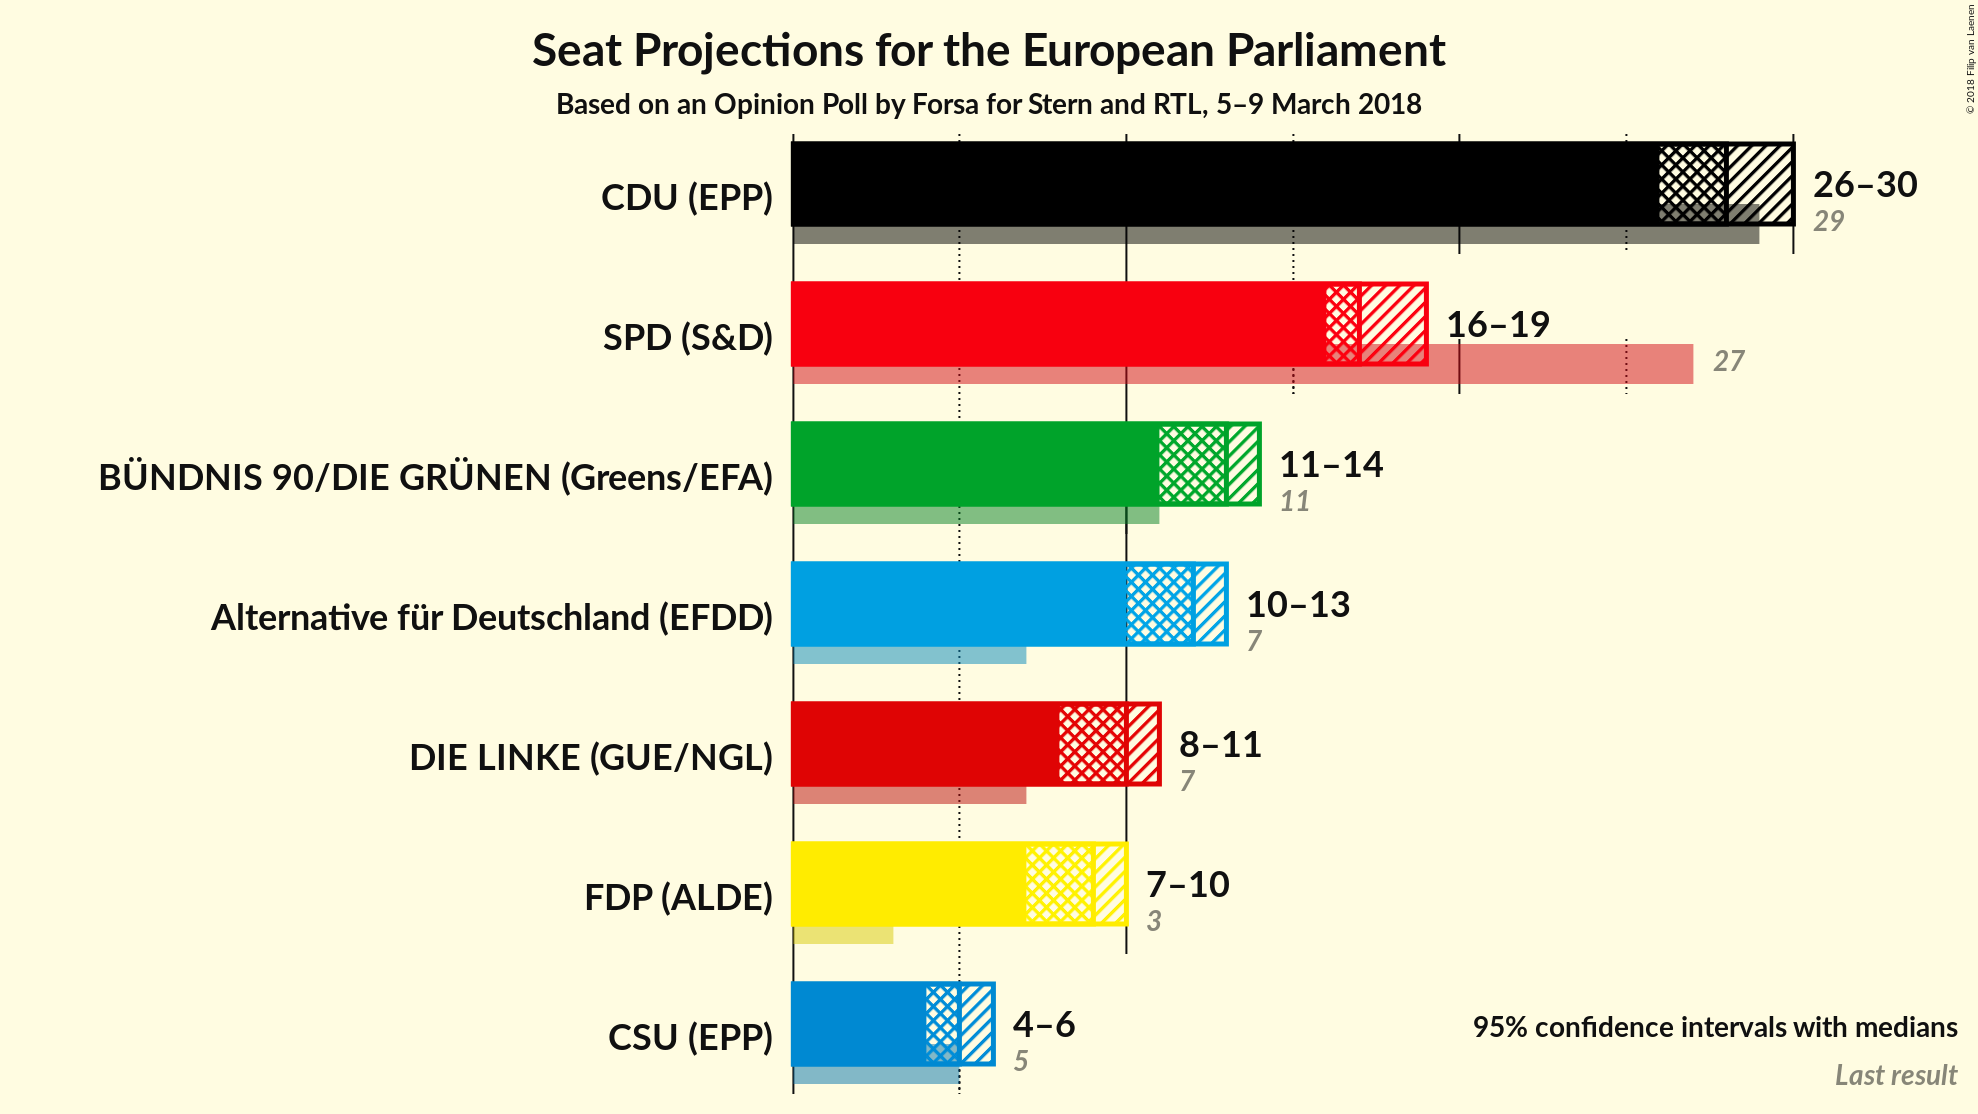 Seat Projections for the European Parliament
Based on an Opinion Poll by Forsa for Stern and RTL, 5–9 March 2018
© 2018 Filip van Laenen
CDU (EPP)
26–30
29
SPD (S&D)
16–19
27
BÜNDNIS 90/DIE GRÜNEN (Greens/EFA)
11–14
11
Alternative für Deutschland (EFDD)
10–13
7
DIE LINKE (GUE/NGL)
8–11
7
FDP (ALDE)
7–10
3
CSU (EPP)
4–6
5
95% confidence intervals with medians
Last result